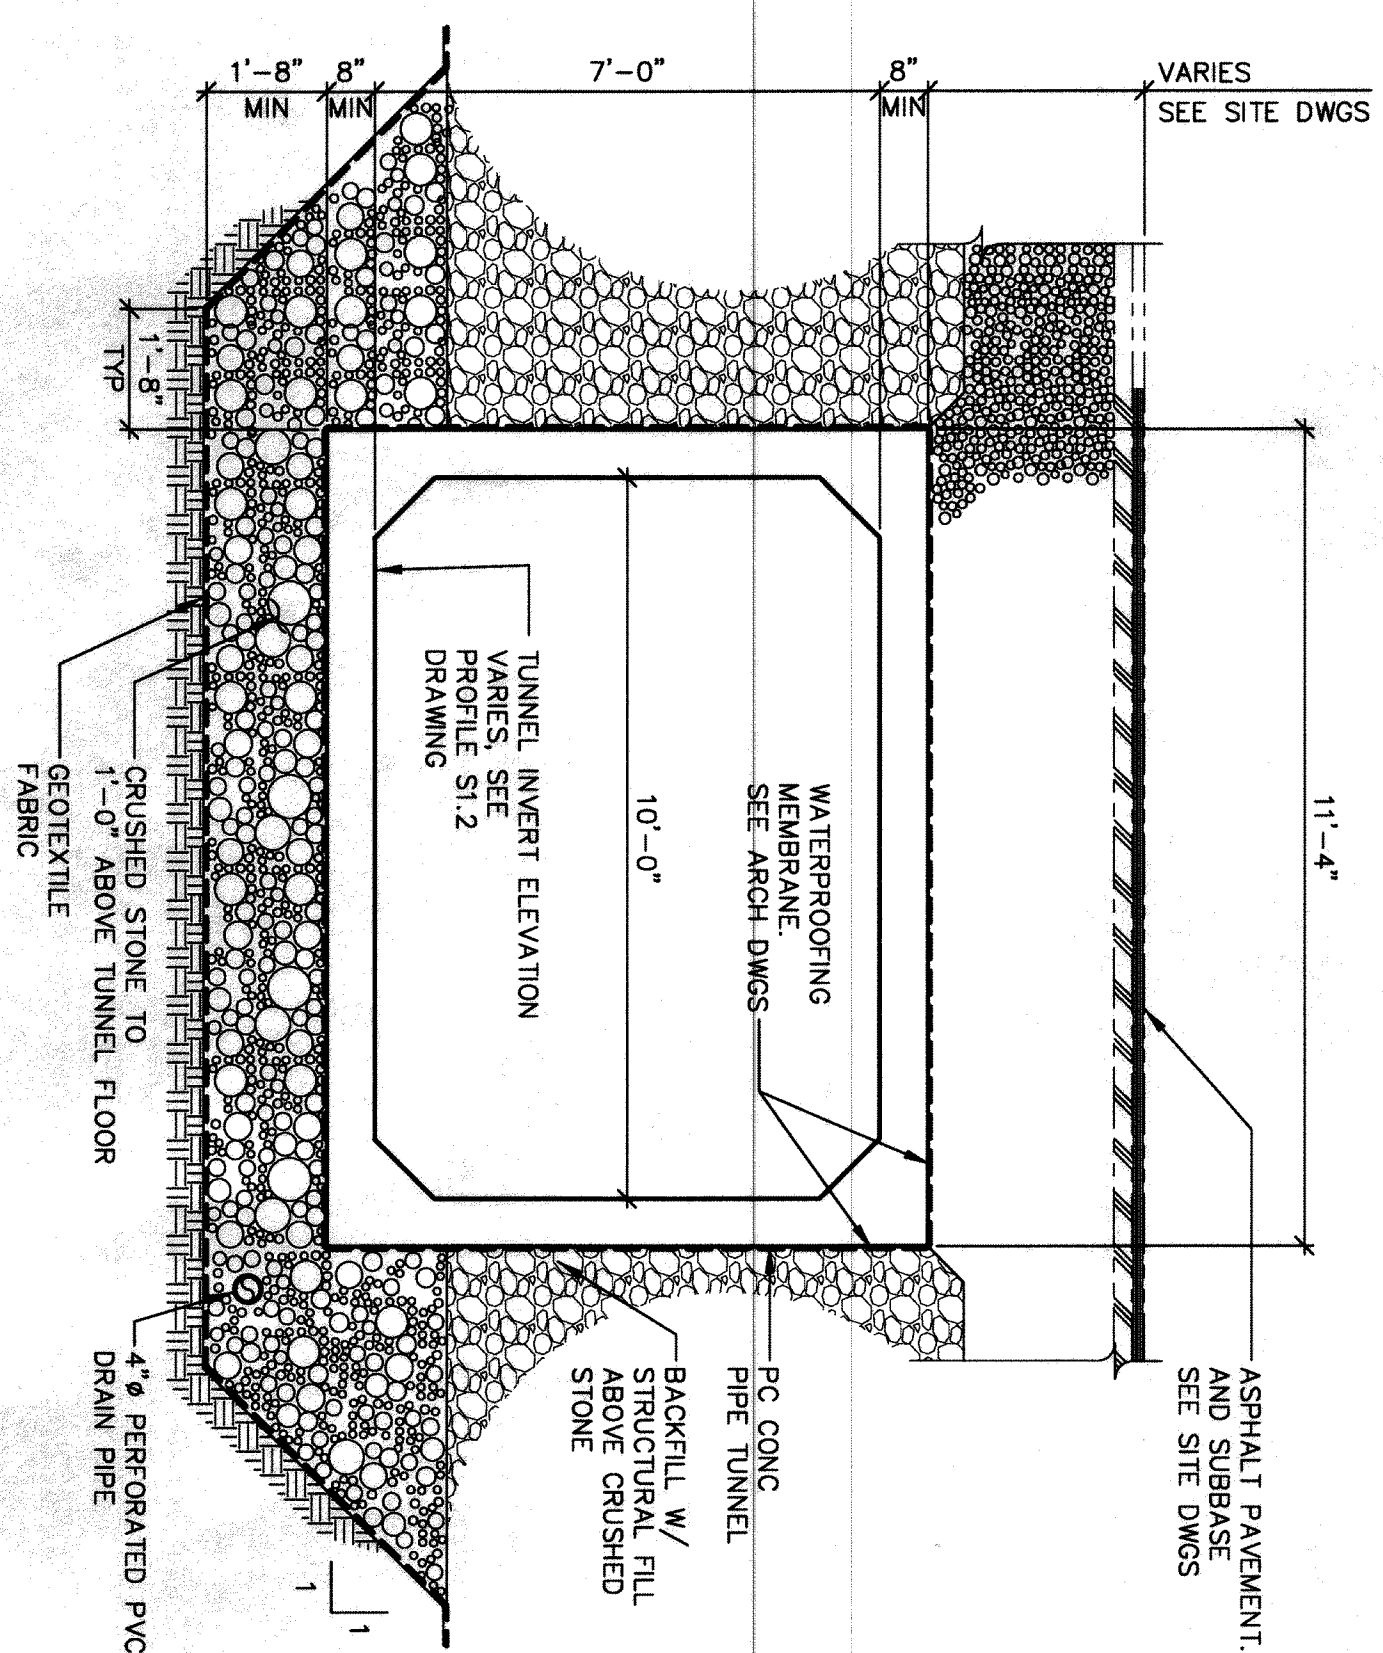 1'-8"
MIN
8"
MIN
7'-0"
8"
MIN
VARIES
SEE SITE DWGS
1'-8"
TYP
11'-4"
10'-0"
WATERPROOFING
MEMBRANE.
SEE ARCH DWGS
TUNNEL INVERT ELEVATION
VARIES, SEE
PROFILE S1.2
DRAWING
ASPHALT PAVEMENT.
AND SUBBASE
SEE SITE DWGS
PC CONC
PIPE TUNNEL
BACKFILL W/
STRUCTURAL FILL
ABOVE CRUSHED
STONE
CRUSHED STONE TO
1'-0" ABOVE TUNNEL FLOOR
GEOTEXTILE
FABRIC
4"ø PERFORATED PVC
DRAIN PIPE
1
1